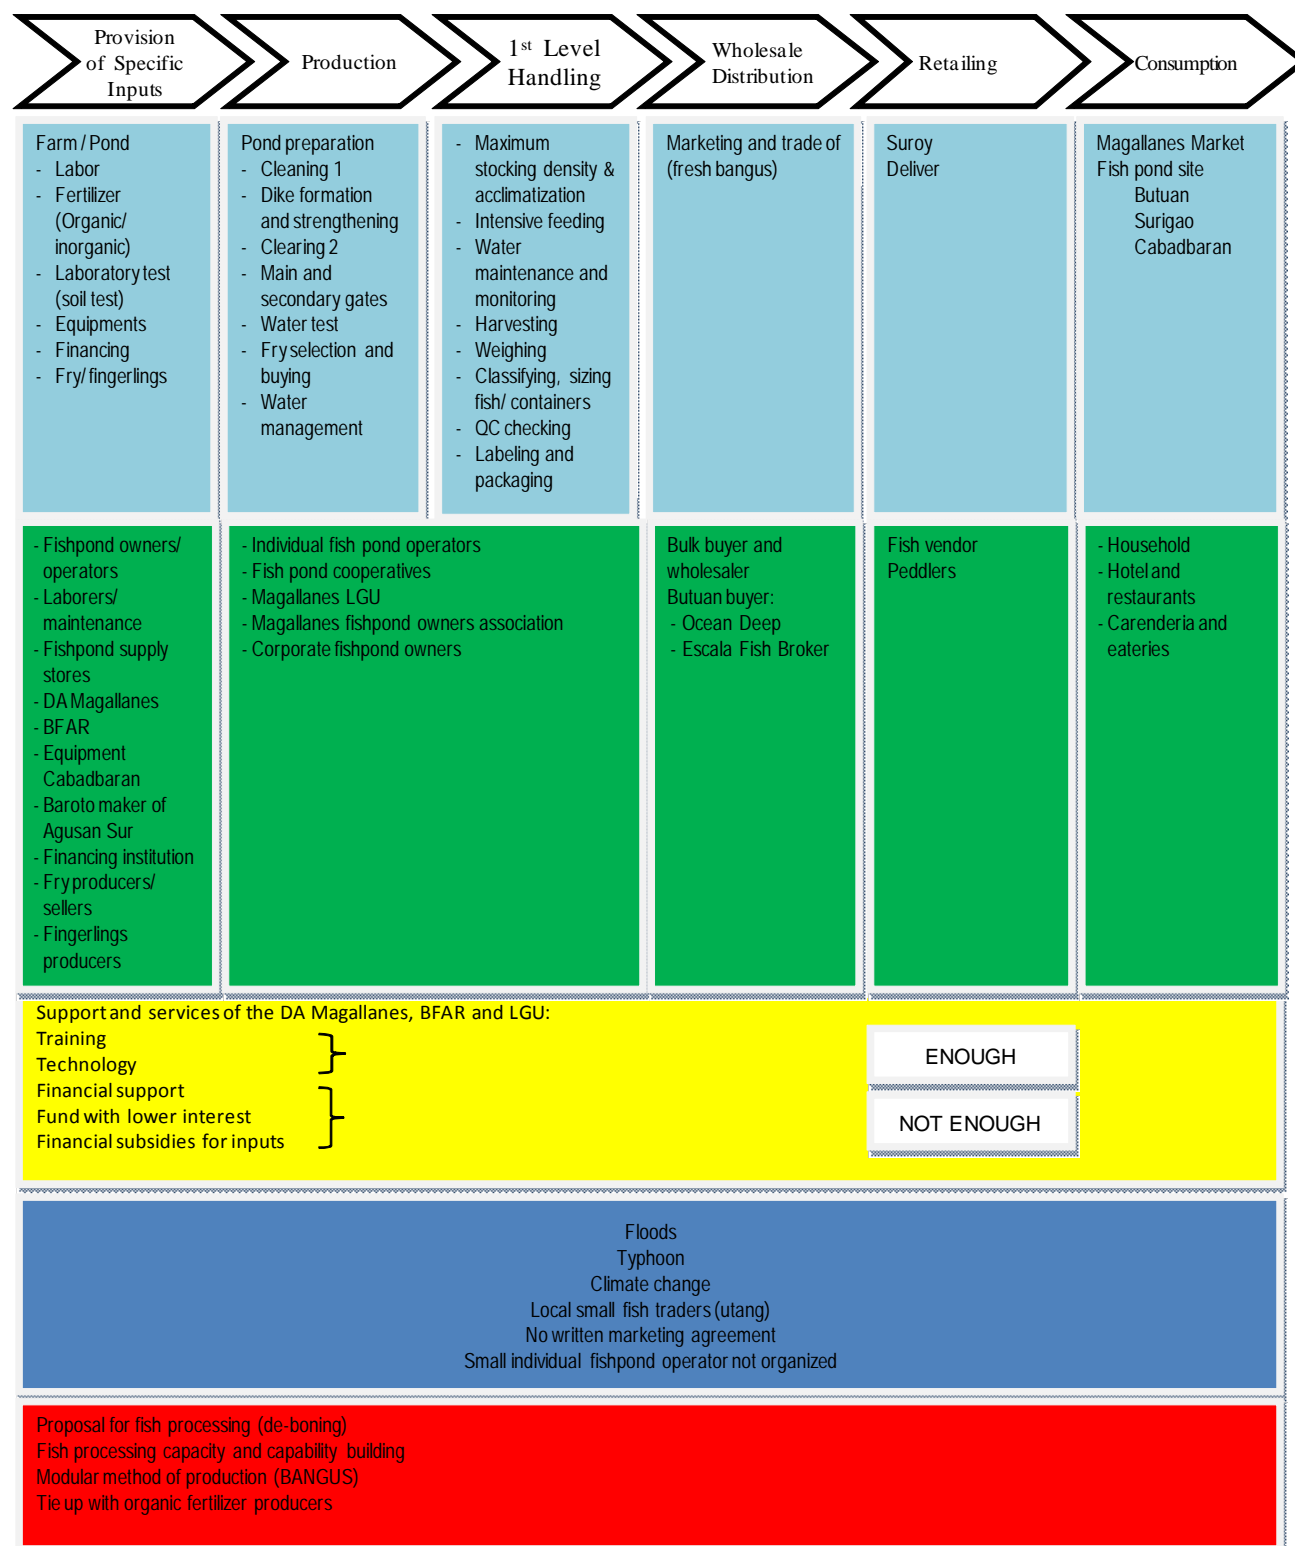 Provision
of Specific
Inputs
Production
1st Level
Handling
Wholesale
Distribution
Retailing
Consumption
Farm / Pond
- Labor
- Fertilizer
(Organic/
inorganic)
- Laboratory test
(soil test)
- Equipments
- Financing
- Fry/ fingerlings
Pond preparation
- Cleaning 1
- Dike formation
and strengthening
- Clearing 2
- Main and
secondary gates
- Water test
- Fry selection and
buying
- Water
management
- Maximum
stocking density &
acclimatization
- Intensive feeding
- Water
maintenance and
monitoring
- Harvesting
- Weighing
- Classifying, sizing
fish/ containers
- QC checking
- Labeling and
packaging
Marketing and trade of
(fresh bangus)
Suroy
Deliver
Magallanes Market
Fish pond site
Butuan
Surigao
Cabadbaran
- Fishpond owners/
operators
- Laborers/
maintenance
- Fishpond supply
stores
- DA Magallanes
- BFAR
- Equipment
Cabadbaran
- Baroto maker of
Agusan Sur
- Financing institution
- Fry producers/
sellers
- Fingerlings
producers
- Individual fish pond operators
- Fish pond cooperatives
- Magallanes LGU
- Magallanes fishpond owners association
- Corporate fishpond owners
Bulk buyer and
wholesaler
Butuan buyer:
- Ocean Deep
- Escala Fish Broker
Fish vendor
Peddlers
- Household
- Hotel and
restaurants
- Carenderia and
eateries
Support and services of the DA Magallanes, BFAR and LGU:
Training
Technology
Financial support
Fund with lower interest
Financial subsidies for inputs
ENOUGH
NOT ENOUGH
Floods
Typhoon
Climate change
Local small fish traders (utang)
No written marketing agreement
Small individual fishpond operator not organized
Proposal for fish processing (de-boning)
Fish processing capacity and capability building
Modular method of production (BANGUS)
Tie up with organic fertilizer producers